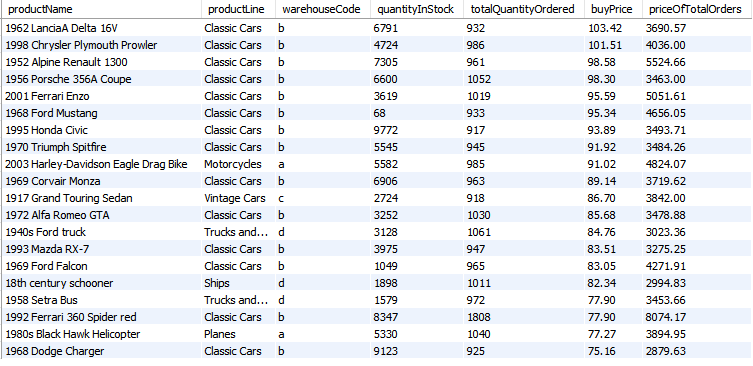 productName productLine warehouseCode quantityInStock totalQuantityOrdered buyPrice priceOfTotalOrders
1962 LanciaA Delta 16V Classic Cars b 6791 932 103.42 3690.57
1998 Chrysler Plymouth Prowler Classic Cars b 4724 986 101.51 4036.00
1952 Alpine Renault 1300 Classic Cars b 7305 961 98.58 5524.66
1956 Porsche 356A Coupe Classic Cars b 6600 1052 98.30 3463.00
2001 Ferrari Enzo Classic Cars b 3619 1019 95.59 5051.61
1968 Ford Mustang Classic Cars b 68 933 95.34 4656.05
1995 Honda Civic Classic Cars b 9772 917 93.89 3493.71
1970 Triumph Spitfire Classic Cars b 5545 945 91.92 3484.26
2003 Harley-Davidson Eagle Drag Bike Motorcycles a 5582 985 91.02 4824.07
1969 Corvair Monza Classic Cars b 6906 963 89.14 3719.62
1917 Grand Touring Sedan Vintage Cars c 2724 918 86.70 3842.00
1972 Alfa Romeo GTA Classic Cars b 3252 1030 85.68 3478.88
1940s Ford truck Trucks and... d 3128 1061 84.76 3023.36
1993 Mazda RX-7 Classic Cars b 3975 947 83.51 3275.25
1969 Ford Falcon Classic Cars b 1049 965 83.05 4271.91
18th century schooner Ships d 1898 1011 82.34 2994.83
1958 Setra Bus Trucks and... d 1579 972 77.90 3453.66
1992 Ferrari 360 Spider red Classic Cars b 8347 1808 77.90 8074.17
1980s Black Hawk Helicopter Planes a 5330 1040 77.27 3894.95
1968 Dodge Charger Classic Cars b 9123 925 75.16 2879.63